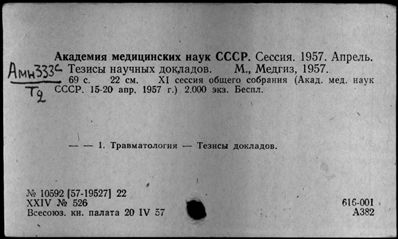 Академия медицинских наук СССР. Сессия. 1957. Апрель.
Амн333с Тезисы научных докладов. М., Медгиз, 1957.
Т2 69 с. 22 см. XI сессия общего собрания (Акад. мед. наук
СССР. 15-20 апр. 1957 г.) 2.000 экз. Беспл.
— — 1. Травматология — Тезисы докладов.
№ 10592 [57-19527] 22
XXIV № 526 616-001
Всесоюз. кн. палата 20 IV 57 А382